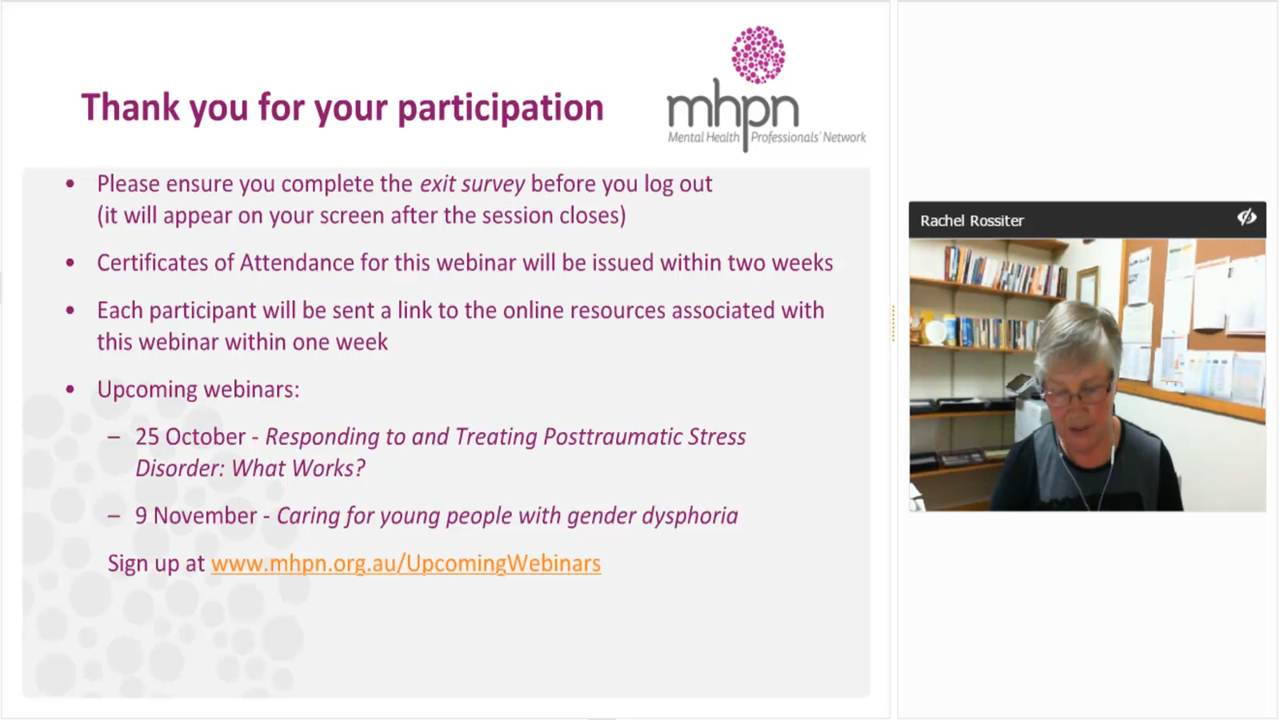 Thank you for your participation
mhpn
Mental Health Professionals' Network
• Please ensure you complete the exit survey before you log out
(it will appear on your screen after the session closes)
• Certificates of Attendance for this webinar will be issued within two weeks
• Each participant will be sent a link to the online resources associated with
this webinar within one week
• Upcoming webinars:
– 25 October - Responding to and Treating Posttraumatic Stress
Disorder: What Works?
– 9 November - Caring for young people with gender dysphoria
Sign up at www.mhpn.org.au/UpcomingWebinars
Rachel Rossiter